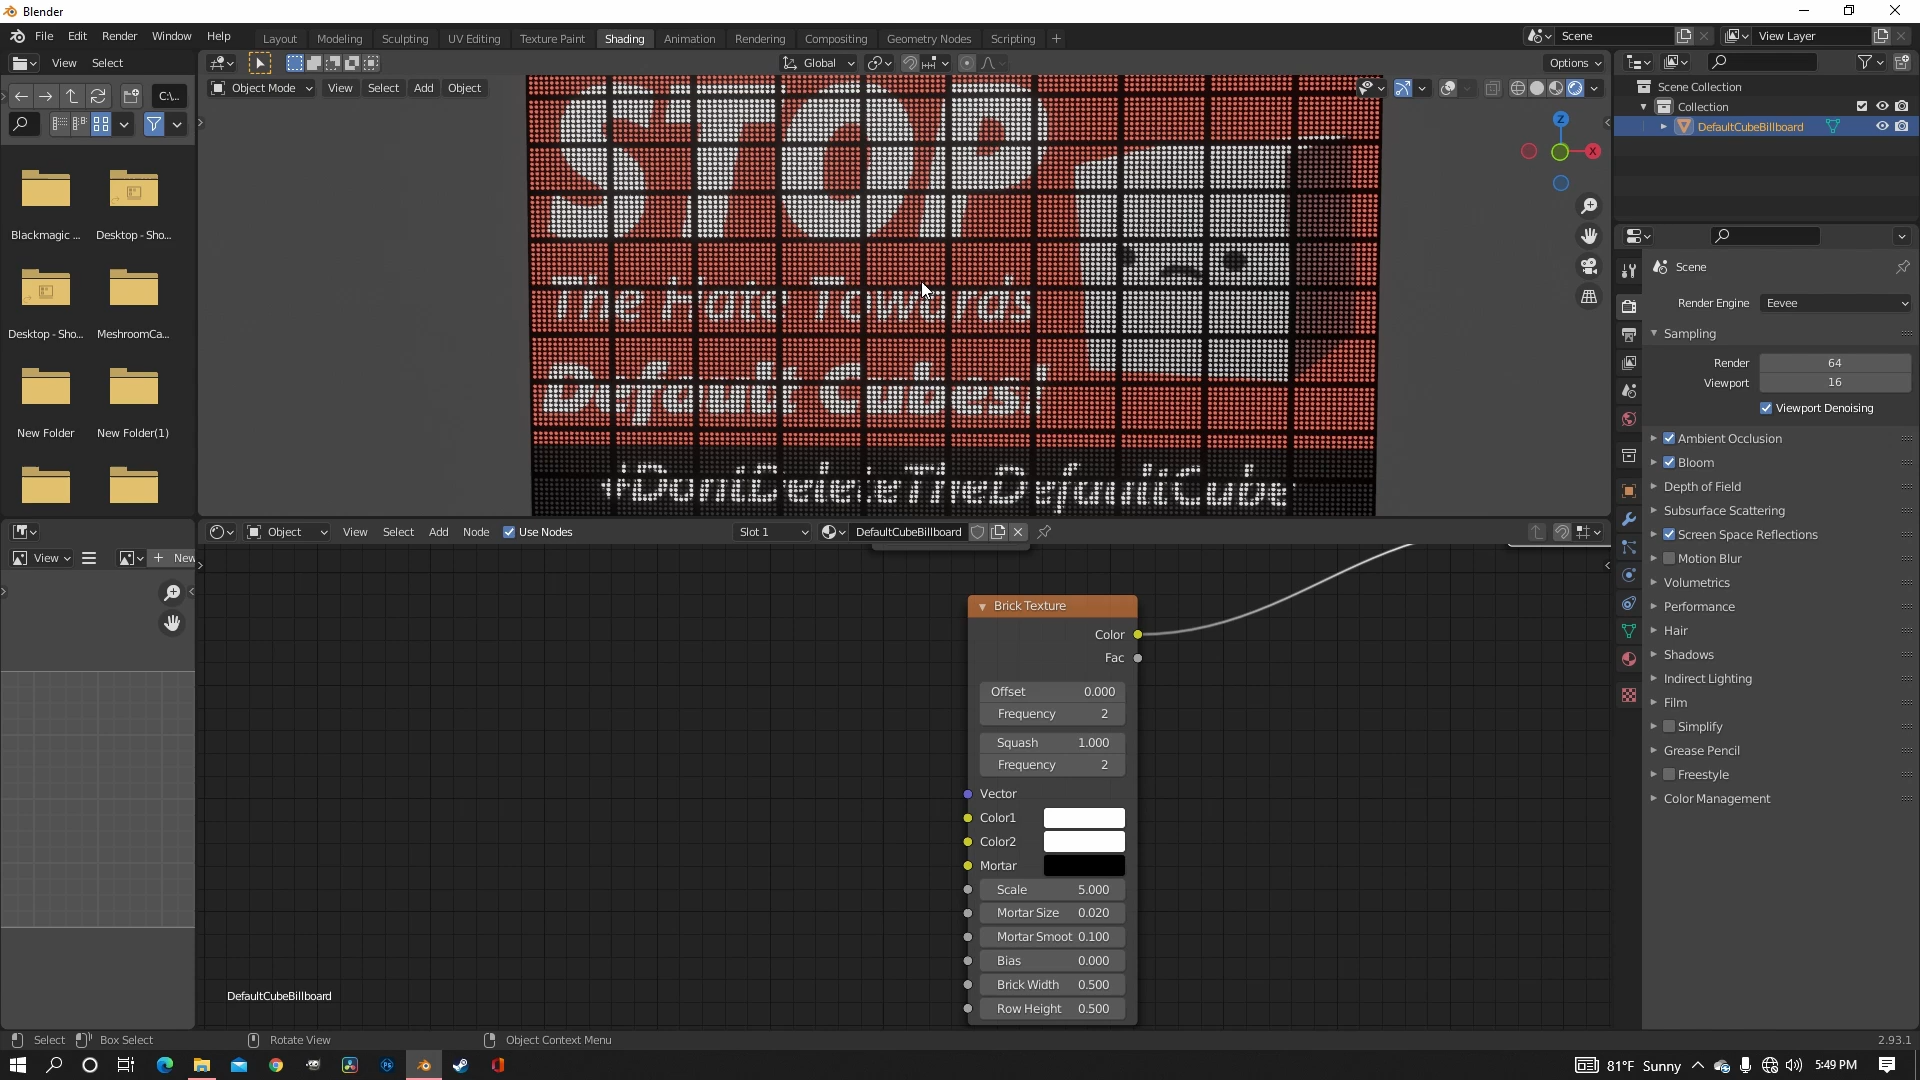 Blender
File Edit Render Window Help
Layout Modeling Sculpting UV Editing Texture Paint Shading Animation Rendering Compositing Geometry Nodes Scripting +
Scene
View Layer
View Select
Global
Options
C:\..
Object Mode View Select Add Object
Scene Collection
Collection
DefaultCubeBillboard
Z
X
STOP
The Hate Towards
Default Cubes!
#DontDeleteTheDefaultCube
Blackmagic ...
Desktop - Sho...
Desktop - Sho...
MeshroomCa...
New Folder
New Folder(1)
Scene
Render Engine Eevee
Sampling
Render 64
Viewport 16
Viewport Denoising
Ambient Occlusion
Bloom
Depth of Field
Subsurface Scattering
Screen Space Reflections
Motion Blur
Volumetrics
Performance
Hair
Shadows
Indirect Lighting
Film
Simplify
Grease Pencil
Freestyle
Color Management
Object View Select Add Node Use Nodes Slot 1 DefaultCubeBillboard
View + New
Brick Texture
Color
Fac
Offset 0.000
Frequency 2
Squash 1.000
Frequency 2
Vector
Color1
Color2
Mortar
Scale 5.000
Mortar Size 0.020
Mortar Smoot 0.100
Bias 0.000
Brick Width 0.500
Row Height 0.500
DefaultCubeBillboard
Select Box Select Rotate View Object Context Menu 2.93.1
81°F Sunny 5:49 PM